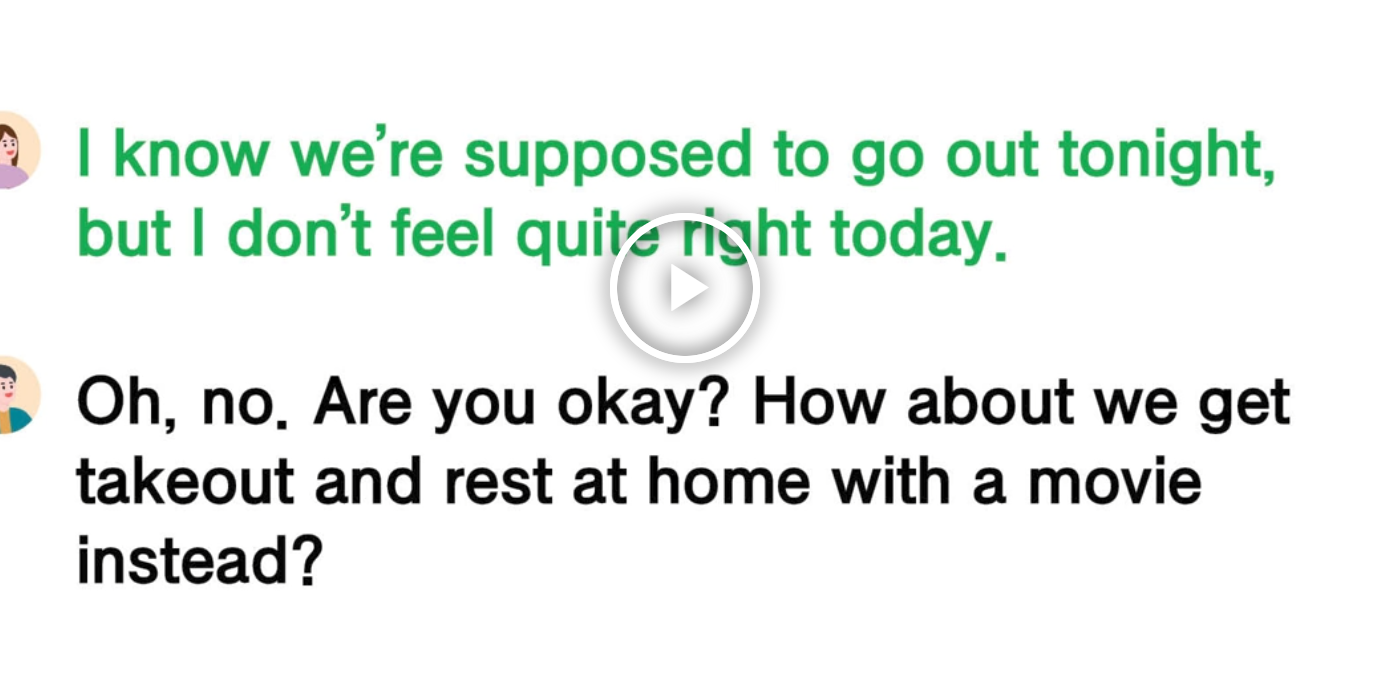 I know we’re supposed to go out tonight,
but I don’t feel quite right today.
Oh, no. Are you okay? How about we get
takeout and rest at home with a movie
instead?